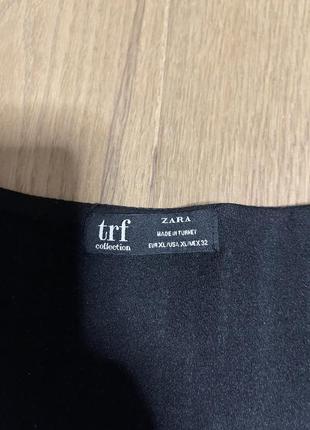 trf
collection
ZARA
MADE IN TURKEY
EUR XL/USA XL/MEX 32